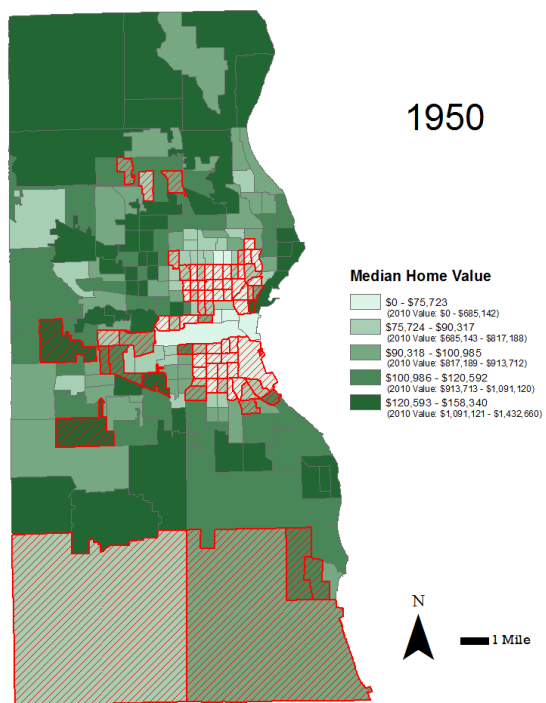 1950
Median Home Value
$0 - $75,723
(2010 Value: $0 - $685,142)
75,724 - $90,317
(2010 Value: $685,143 - $817,188)
$90,318 - $100,985
(2010 Value: $817,189 - $913,712)
$100,986 - $120,592
(2010 Value: $913,713 - $1,091,120)
$120,593 - $158,340
(2010 Value: $1,091,121 - $1,432,660)
N
1 Mile